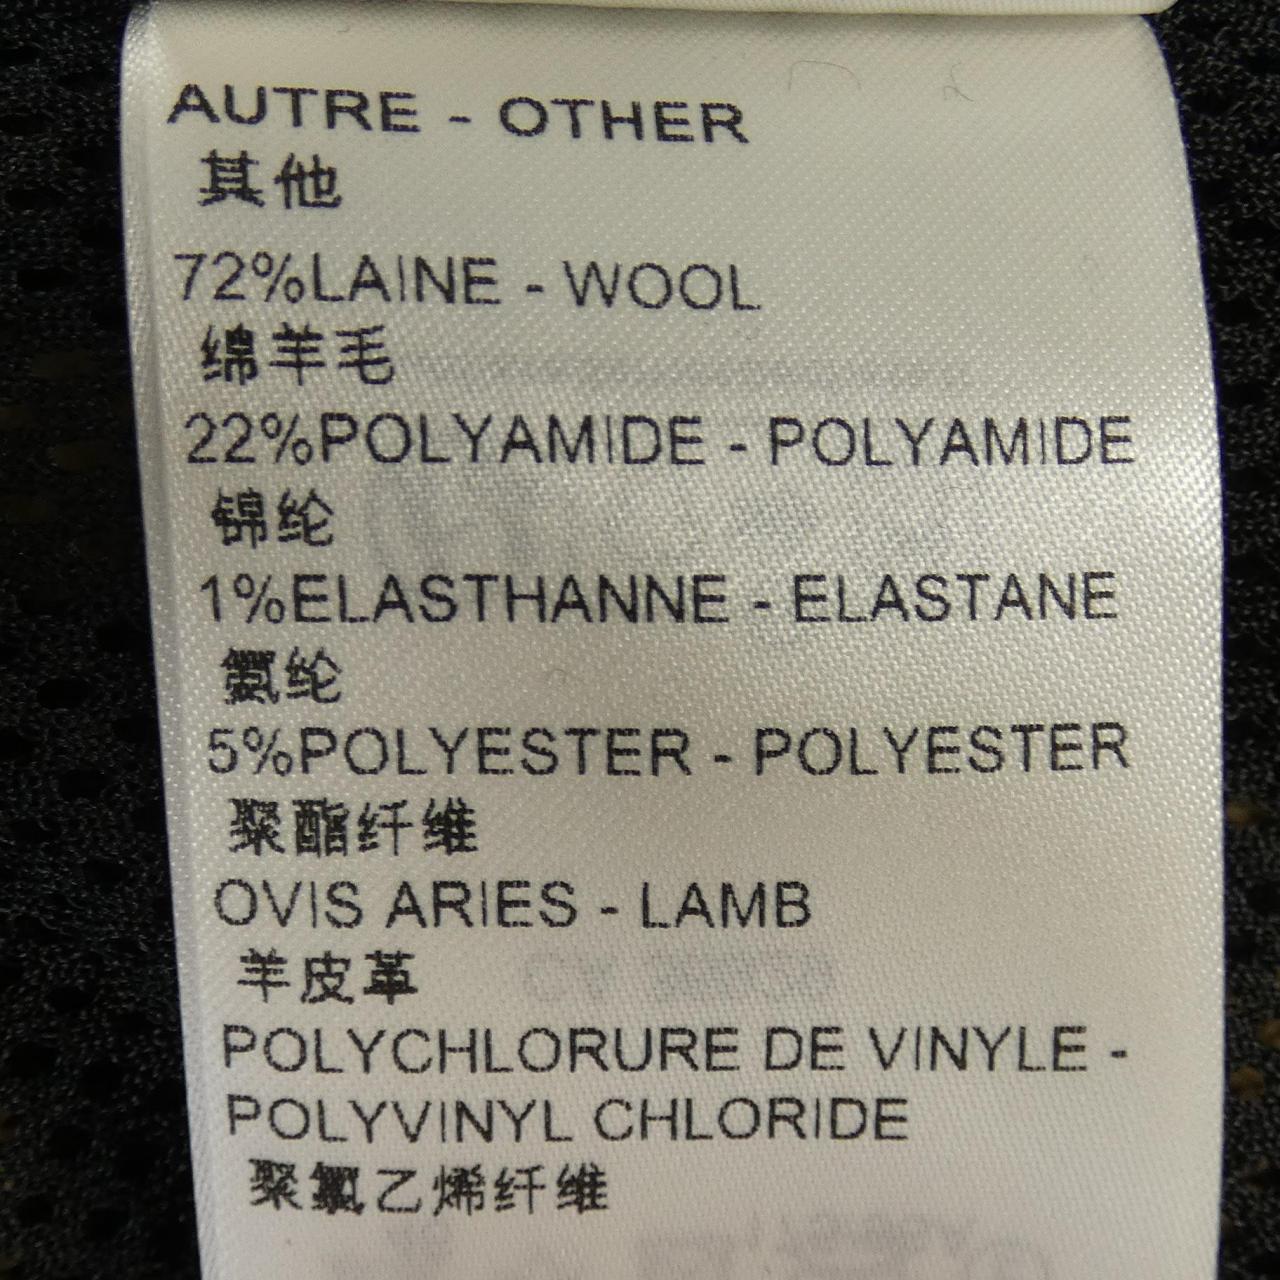 AUTRE - OTHER
其他
72%LAINE - WOOL
绵羊毛
22%POLYAMIDE - POLYAMIDE
锦纶
1%ELASTHANNE - ELASTANE
氨纶
5%POLYESTER - POLYESTER
聚酯纤维
OVIS ARIES - LAMB
羊皮革
POLYCHLORURE DE VINYLE -
POLYVINYL CHLORIDE
聚氯乙烯纤维